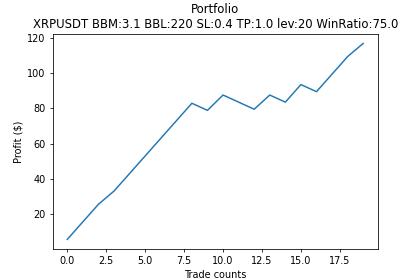 Portfolio
XRPUSDT BBM:3.1 BBL:220 SL:0.4 TP:1.0 lev:20 WinRatio:75.0
120
100
80
60
40
20
Profit ($)
0.0 2.5 5.0 7.5 10.0 12.5 15.0 17.5
Trade counts